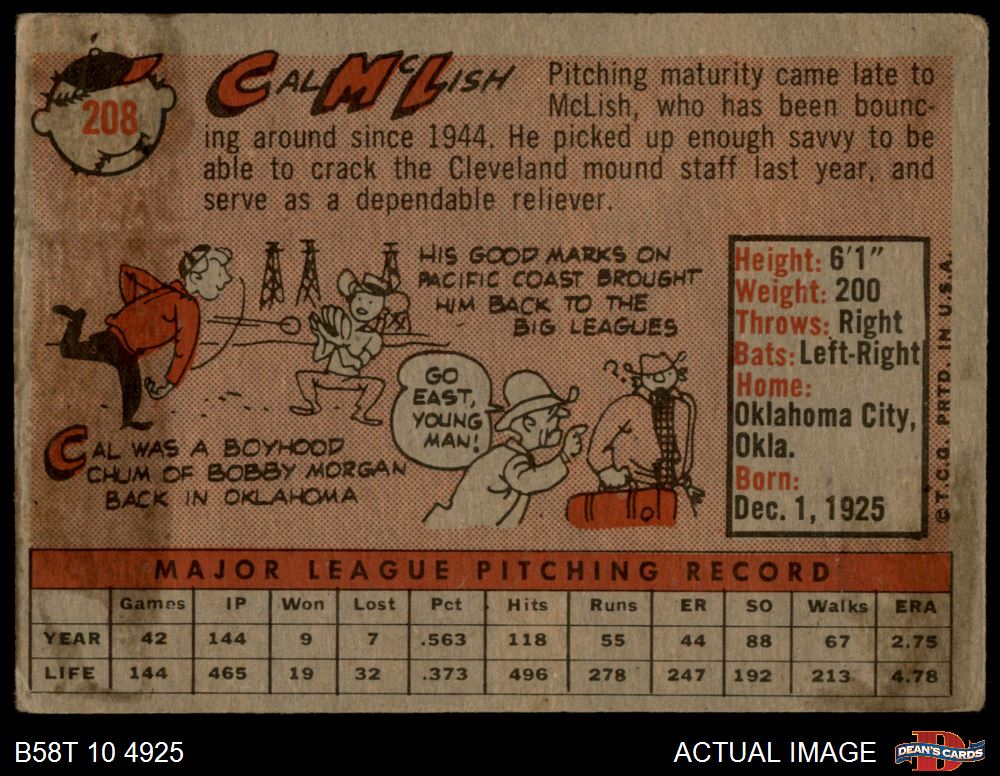 208
CAL McLISH
Pitching maturity came late to
McLish, who has been bounc-
ing around since 1944. He picked up enough savvy to be
able to crack the Cleveland mound staff last year, and
serve as a dependable reliever.
HIS GOOD MARKS ON
PACIFIC COAST BROUGHT
HIM BACK TO THE
BIG LEAGUES
GO
EAST,
YOUNG
MAN!
?
CAL WAS A BOYHOOD
CHUM OF BOBBY MORGAN
BACK IN OKLAHOMA
Height: 6'1"
Weight: 200
Throws: Right
Bats: Left-Right
Home:
Oklahoma City,
Okla.
Born:
Dec. 1, 1925
© T.C.G. PRTD. IN U.S.A.
MAJOR LEAGUE PITCHING RECORD
Games IP Won Lost Pct Hits Runs ER SO Walks ERA
YEAR 42 144 9 7 .563 118 55 44 88 67 2.75
LIFE 144 465 19 32 .373 496 278 247 192 213 4.78
B58T 10 4925
ACTUAL IMAGE
DEAN'S CARDS